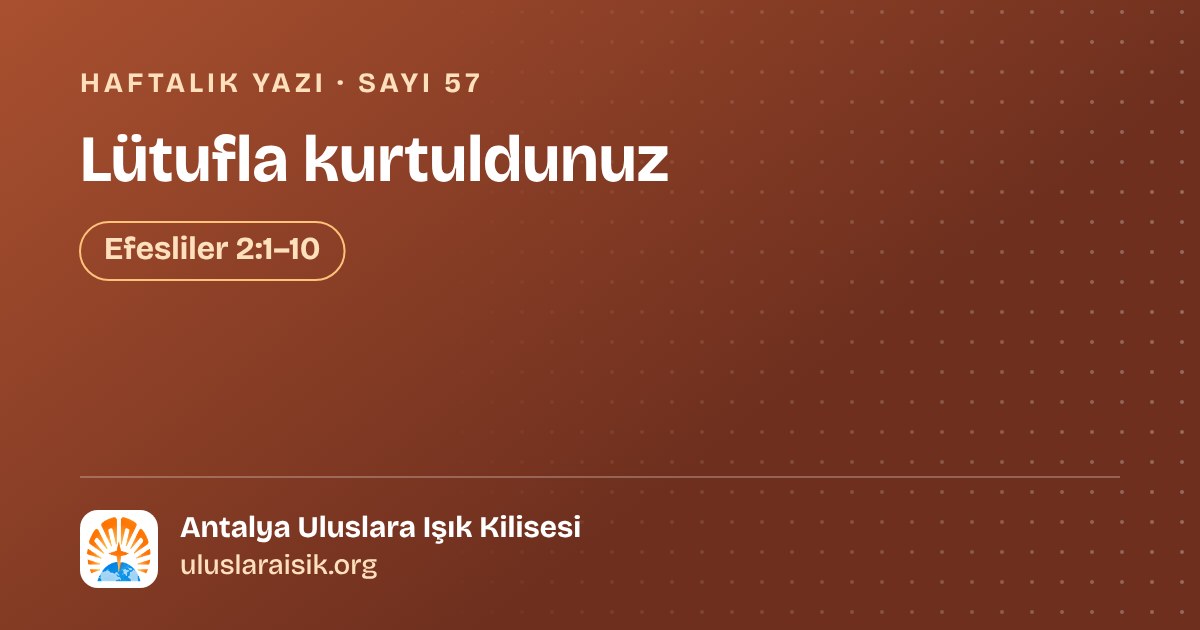 HAFTALIK YAZI · SAYI 57
Lütufla kurtuldunuz
Efesliler 2:1–10
Antalya Uluslara Işık Kilisesi
uluslaraisik.org